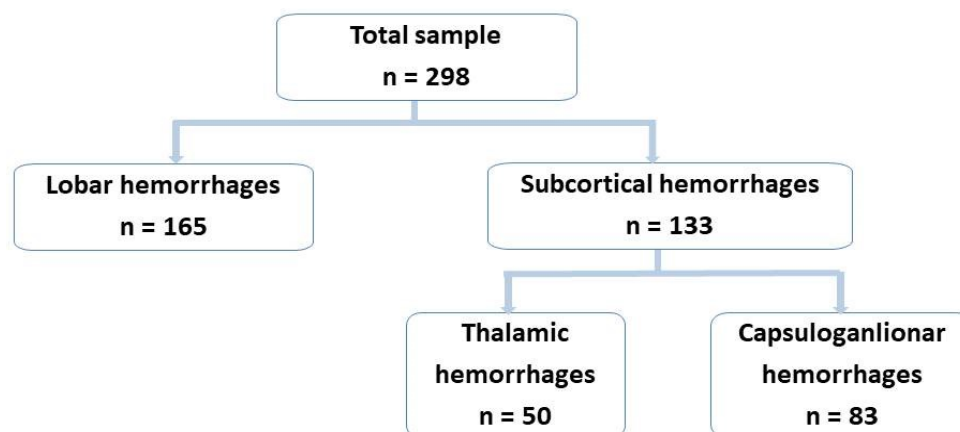 Total sample
n = 298
Lobar hemorrhages
n = 165
Subcortical hemorrhages
n = 133
Thalamic
hemorrhages
n = 50
Capsuloganlionar
hemorrhages
n = 83